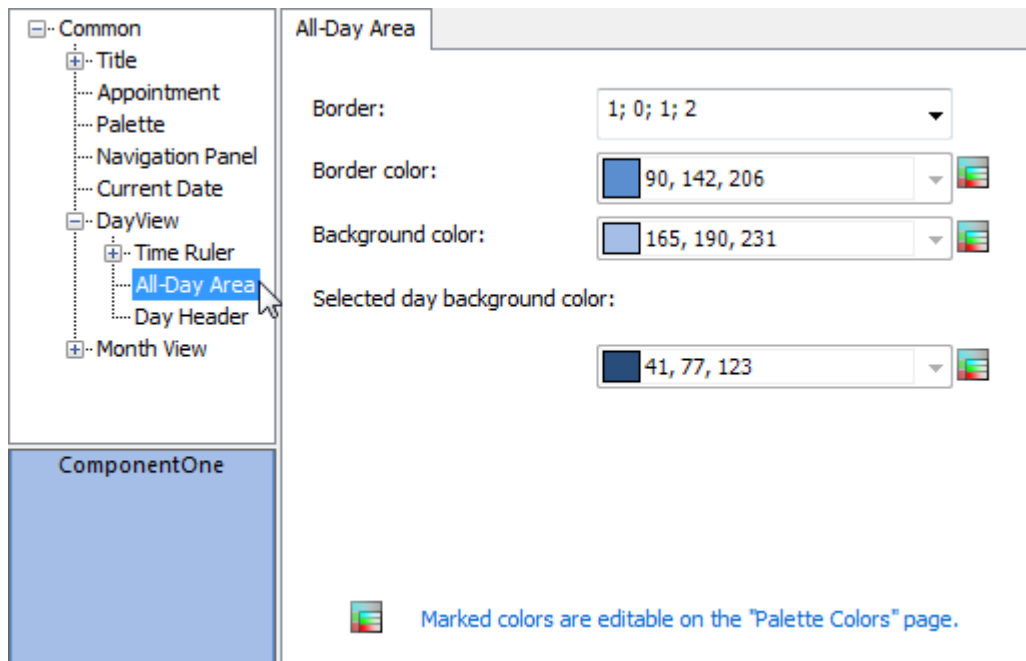 Common
Title
Appointment
Palette
Navigation Panel
Current Date
DayView
Time Ruler
All-Day Area
Day Header
Month View
ComponentOne
All-Day Area
Border: 1; 0; 1; 2
Border color: 90, 142, 206
Background color: 165, 190, 231
Selected day background color:
41, 77, 123
Marked colors are editable on the "Palette Colors" page.